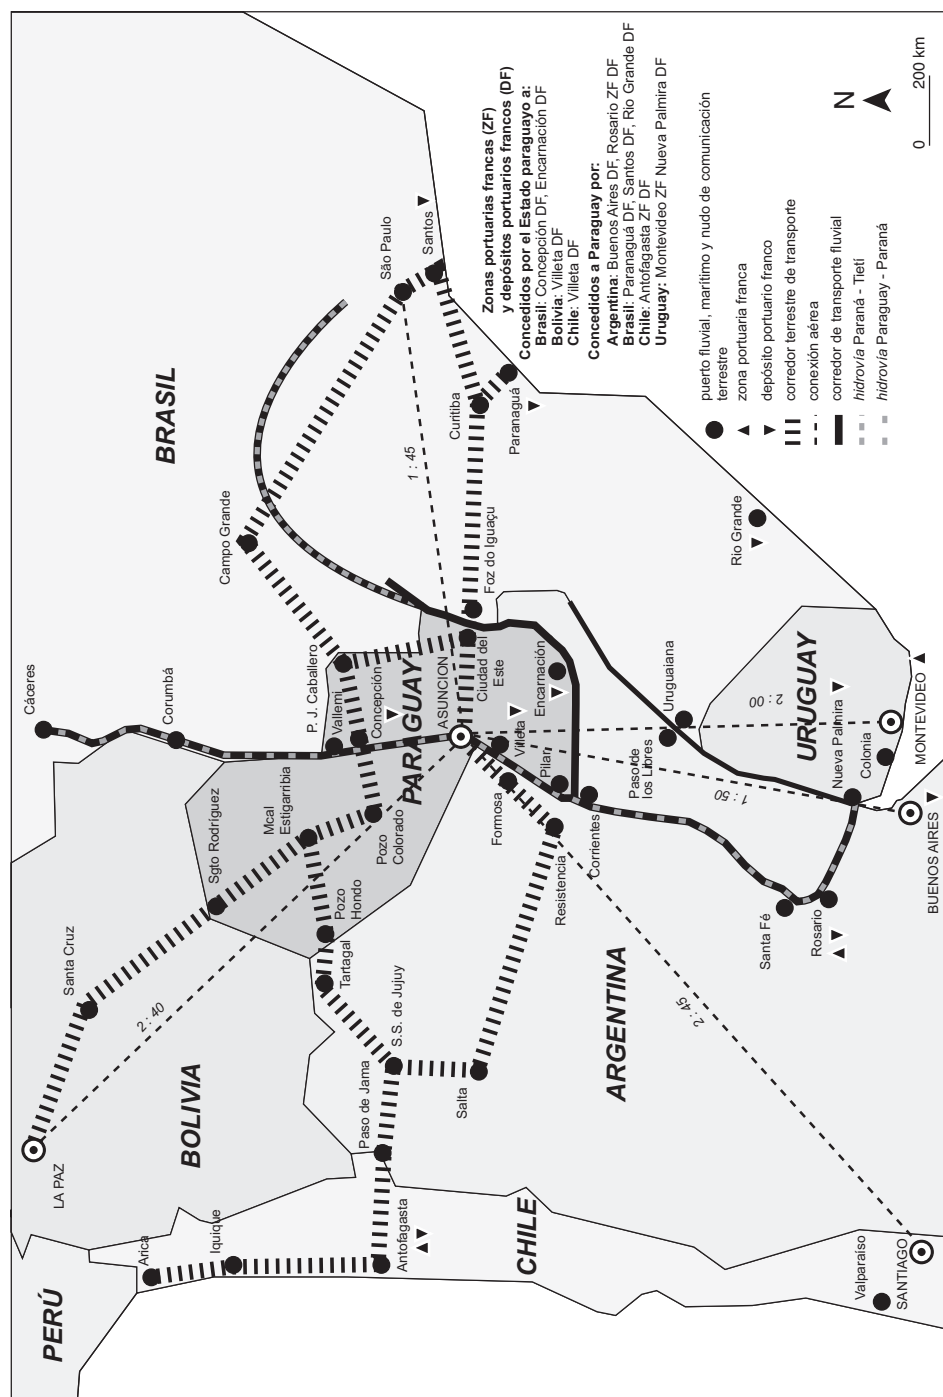 PERÚ
BOLIVIA
BRASIL
PARAGUAY
CHILE
ARGENTINA
URUGUAY
LA PAZ
Santa Cruz
Sgto Rodríguez
Mcal
Estigarribia
Pozo
Colorado
Pozo
Hondo
Tartagal
S.S. de Jujuy
Paso de Jama
Salta
Arica
Iquique
Antofagasta
Valparaíso
SANTIAGO
Cáceres
Corumbá
P. J. Caballero
Vallemi
Concepción
ASUNCION
Ciudad del
Este
Villeta
Encarnación
Pilar
Formosa
Resistencia
Corrientes
Paso de
los Libres
Uruguaiana
Santa Fé
Rosario
Nueva Palmira
Colonia
MONTEVIDEO
BUENOS AIRES
Campo Grande
São Paulo
Santos
Curitiba
Paranaguá
Foz do Iguaçu
Rio Grande
2 : 40
1 : 45
2 : 00
1 : 50
2 : 45
Zonas portuarias francas (ZF)
y depósitos portuarios francos (DF)
Concedidos por el Estado paraguayo a:
Brasil: Concepción DF, Encarnación DF
Bolivia: Villeta DF
Chile: Villeta DF
Concedidos a Paraguay por:
Argentina: Buenos Aires DF, Rosario ZF DF
Brasil: Paranaguá DF, Santos DF, Rio Grande DF
Chile: Antofagasta ZF DF
Uruguay: Montevideo ZF Nueva Palmira DF
puerto fluvial, marítimo y nudo de comunicación
terrestre
zona portuaria franca
depósito portuario franco
corredor terrestre de transporte
conexión aérea
corredor de transporte fluvial
hidrovía Paraná - Tieti
hidrovía Paraguay - Paraná
N
0 200 km